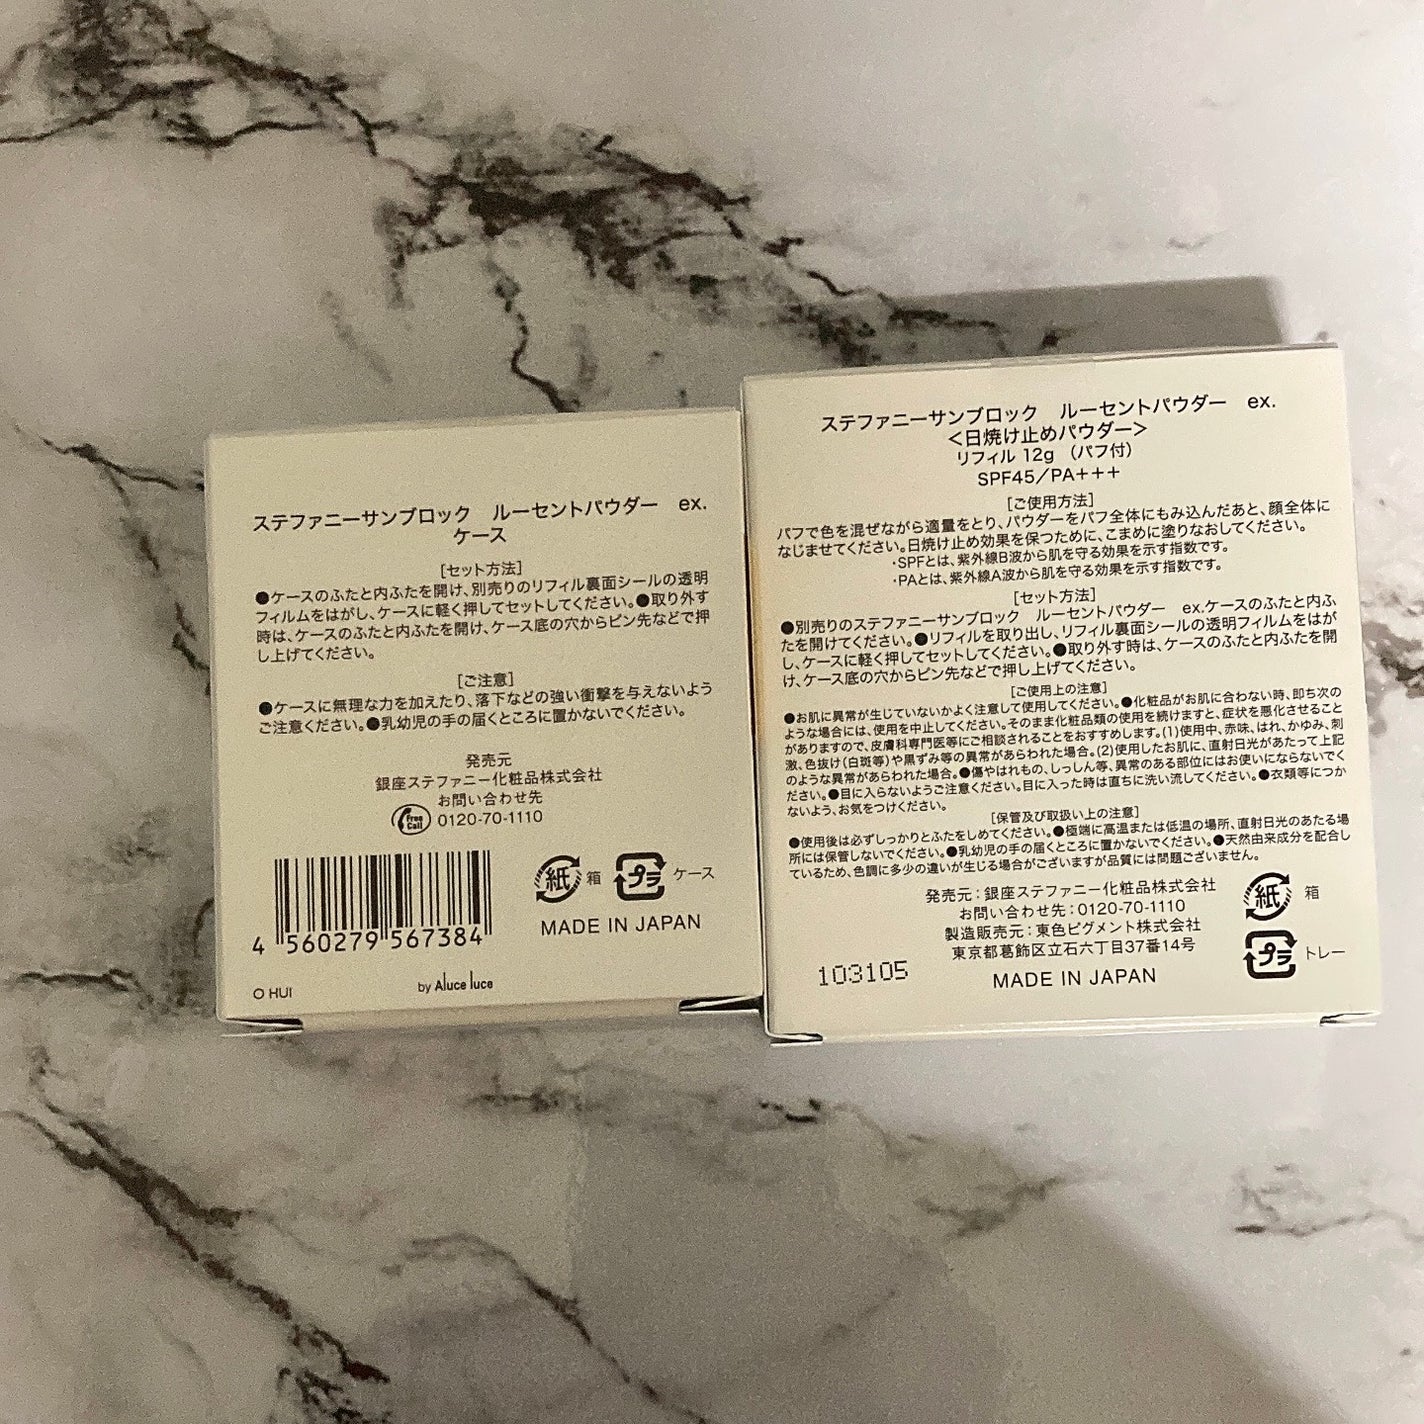 ステファニーサンブロック　ルーセントパウダー　ex.
ケース
[セット方法]
●ケースのふたと内ふたを開け、別売りのリフィル裏面シールの透明
フィルムをはがし、ケースに軽く押してセットしてください。●取り外す
時は、ケースのふたと内ふたを開け、ケース底の穴からピン先などで押
し上げてください。
[ご注意]
●ケースに無理な力を加えたり、落下などの強い衝撃を与えないよう
ご注意ください。●乳幼児の手の届くところに置かないでください。
発売元
銀座ステファニー化粧品株式会社
お問い合わせ先
Free Call 0120-70-1110
紙 箱 プラ ケース
MADE IN JAPAN
4 560279 567384
O HUI
by Aluce luce
ステファニーサンブロック　ルーセントパウダー　ex.
＜日焼け止めパウダー＞
リフィル 12g （パフ付）
SPF45／PA+++
[ご使用方法]
パフで色を混ぜながら適量をとり、パウダーをパフ全体にもみ込んだあと、顔全体に
なじませてください。日焼け止め効果を保つために、こまめに塗りなおしてください。
・SPFとは、紫外線B波から肌を守る効果を示す指数です。
・PAとは、紫外線A波から肌を守る効果を示す指数です。
[セット方法]
●別売りのステファニーサンブロック　ルーセントパウダー　ex.ケースのふたと内ふ
たを開けてください。●リフィルを取り出し、リフィル裏面シールの透明フィルムをはが
し、ケースに軽く押してセットしてください。●取り外す時は、ケースのふたと内ふたを開
け、ケース底の穴からピン先などで押し上げてください。
[ご使用上の注意]
●お肌に異常が生じていないかよく注意して使用してください。●化粧品がお肌に合わない時、即ち次の
ような場合には、使用を中止してください。そのまま化粧品類の使用を続けますと、症状を悪化させること
がありますので、皮膚科専門医等にご相談されることをおすすめします。(1)使用中、赤味、はれ、かゆみ、刺
激、色抜け(白斑等)や黒ずみ等の異常があらわれた場合。(2)使用したお肌に、直射日光があたって上記
のような異常があらわれた場合。●傷やはれもの、しっしん等、異常のある部位にはお使いにならないでく
ださい。●目に入らないようご注意ください。目に入った時は直ちに洗い流してください。●衣類等につか
ないよう、お気をつけください。
[保管及び取扱い上の注意]
●使用後は必ずしっかりとふたをしめてください。●極端に高温または低温の場所、直射日光のあたる場
所には保管しないでください。●乳幼児の手の届くところに置かないでください。●天然由来成分を配合し
ているため、色調に多少の違いが生じる場合がございますが品質には問題ございません。
発売元：銀座ステファニー化粧品株式会社
お問い合わせ先：0120-70-1110
製造販売元：東色ピグメント株式会社
東京都葛飾区立石六丁目37番14号
MADE IN JAPAN
103105
紙 箱
プラ トレー